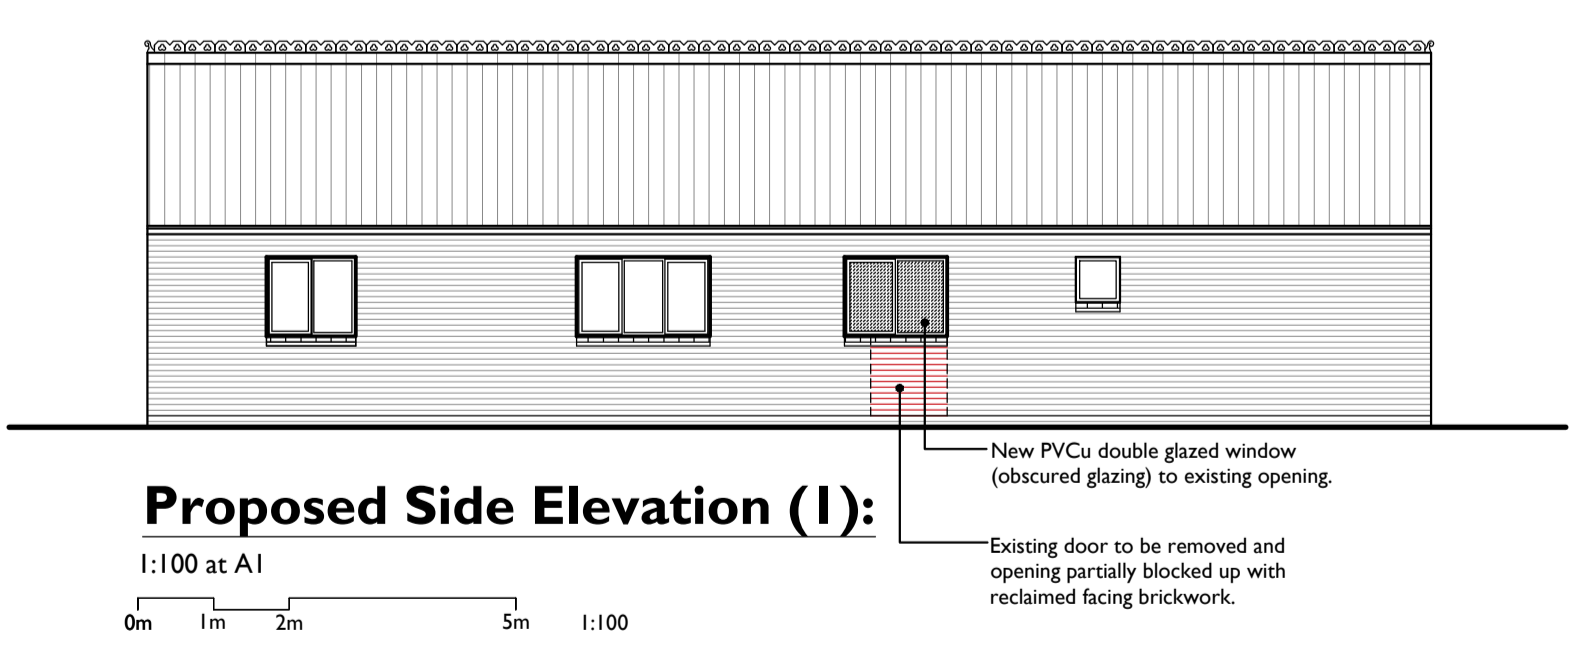 New PVCu double glazed window
(obscured glazing) to existing opening.
Proposed Side Elevation (1):
1:100 at A1
Existing door to be removed and
opening partially blocked up with
reclaimed facing brickwork.
0m 1m 2m 5m 1:100